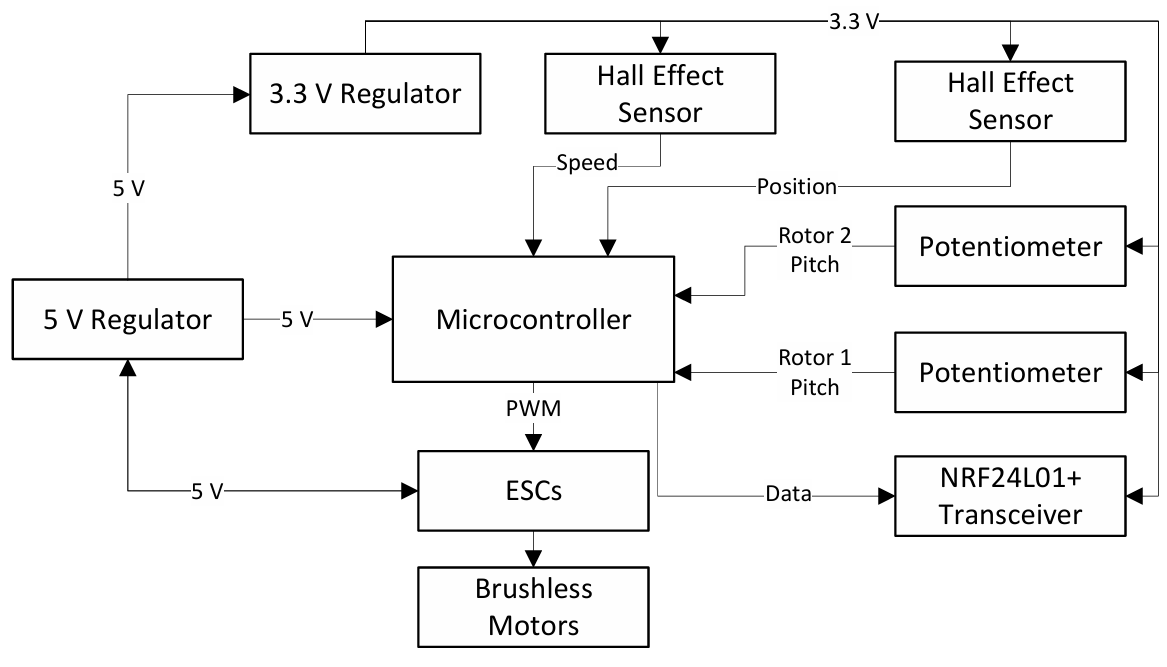 3.3 V
3.3 V Regulator
Hall Effect
Sensor
Hall Effect
Sensor
Speed
5 V
Position
Rotor 2
Pitch
Potentiometer
5 V Regulator
5 V
Microcontroller
Rotor 1
Pitch
Potentiometer
PWM
5 V
ESCs
Data
NRF24L01+
Transceiver
Brushless
Motors